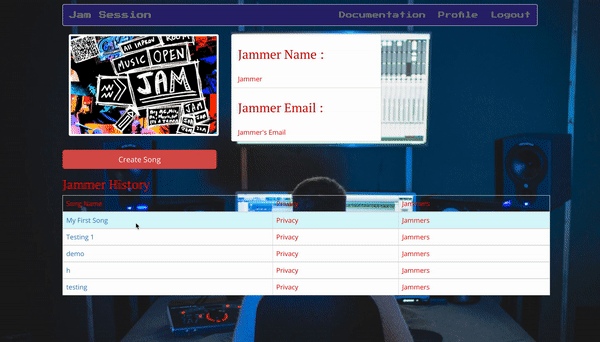 Jam Session
Documentation Profile Logout
MUSIC
OPEN
JAM
JAM
Jammer Name :
Jammer
Jammer Email :
Jammer's Email
Create Song
Jammer History
Song Name Privacy Jammers
My First Song Privacy Jammers
Testing 1 Privacy Jammers
demo Privacy Jammers
h Privacy Jammers
testing Privacy Jammers